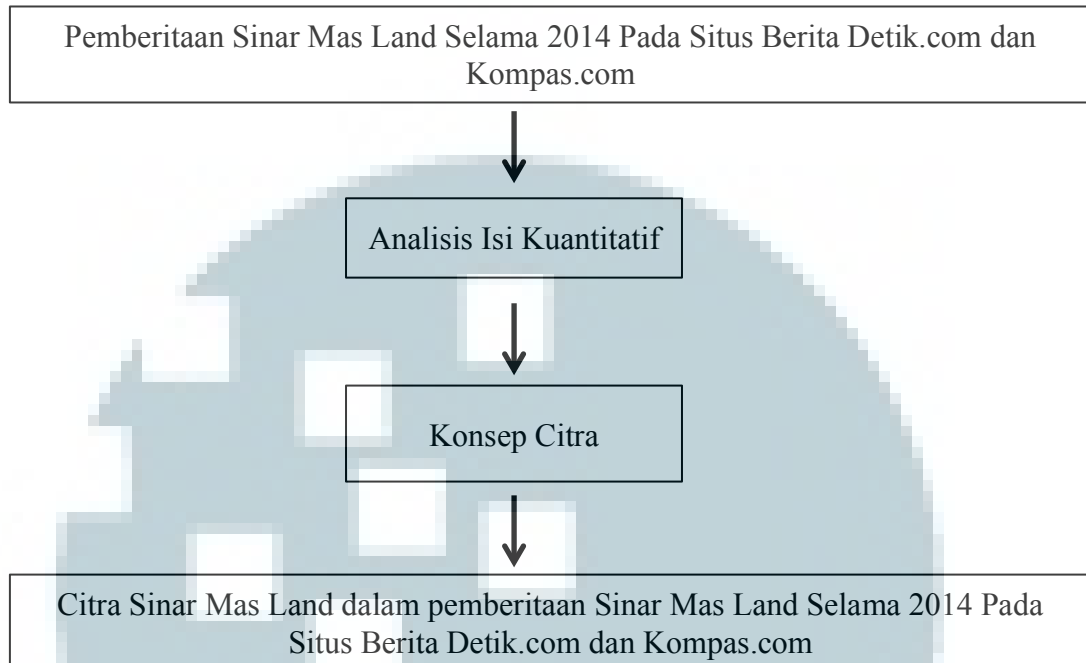 Pemberitaan Sinar Mas Land Selama 2014 Pada Situs Berita Detik.com dan
Kompas.com
Analisis Isi Kuantitatif
Konsep Citra
Citra Sinar Mas Land dalam pemberitaan Sinar Mas Land Selama 2014 Pada
Situs Berita Detik.com dan Kompas.com